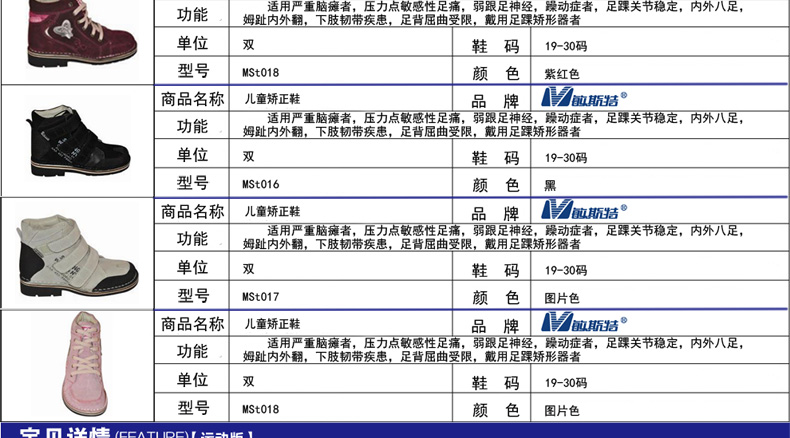 功能 适用严重脑瘫者，压力点敏感性足痛，弱跟足神经，躁动症者，足踝关节稳定，内外八足，
姆趾内外翻，下肢韧带疾患，足背屈曲受限，戴用足踝矫形器者
单位 双 鞋 码 19-30码
型号 MSt018 颜 色 紫红色
商品名称 儿童矫正鞋 品 牌 敏斯特®
功能 适用严重脑瘫者，压力点敏感性足痛，弱跟足神经，躁动症者，足踝关节稳定，内外八足，
姆趾内外翻，下肢韧带疾患，足背屈曲受限，戴用足踝矫形器者
单位 双 鞋 码 19-30码
型号 MSt016 颜 色 黑
商品名称 儿童矫正鞋 品 牌 敏斯特®
功能 适用严重脑瘫者，压力点敏感性足痛，弱跟足神经，躁动症者，足踝关节稳定，内外八足，
姆趾内外翻，下肢韧带疾患，足背屈曲受限，戴用足踝矫形器者
单位 双 鞋 码 19-30码
型号 MSt017 颜 色 图片色
商品名称 儿童矫正鞋 品 牌 敏斯特®
功能 适用严重脑瘫者，压力点敏感性足痛，弱跟足神经，躁动症者，足踝关节稳定，内外八足，
姆趾内外翻，下肢韧带疾患，足背屈曲受限，戴用足踝矫形器者
单位 双 鞋 码 19-30码
型号 MSt018 颜 色 图片色
宝贝详情(FEATURE)【运动版】